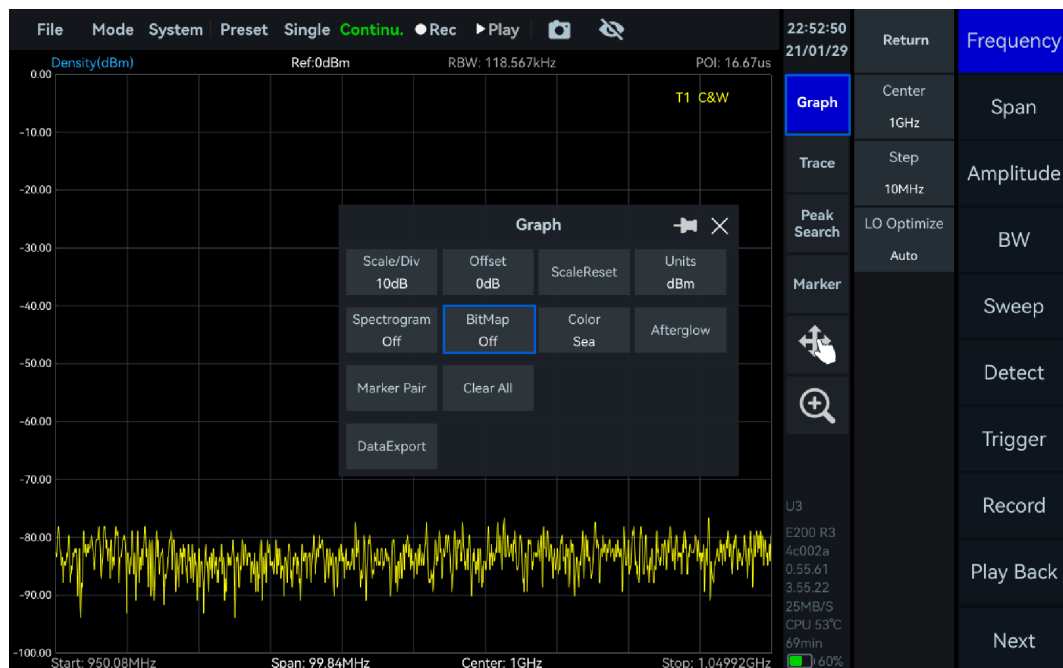 File Mode System Preset Single Continu. Rec Play
Density(dBm) Ref:0dBm RBW: 118.567kHz POI: 16.67us
T1 C&W
0.00
-10.00
-20.00
-30.00
-40.00
-50.00
-60.00
-70.00
-80.00
-90.00
-100.00
Start: 950.08MHz Span: 99.84MHz Center: 1GHz Stop: 1.04992GHz
Graph
Scale/Div
10dB
Offset
0dB
ScaleReset
Units
dBm
Spectrogram
Off
BitMap
Off
Color
Sea
Afterglow
Marker Pair
Clear All
DataExport
22:52:50
21/01/29
Graph
Trace
Peak
Search
Marker
U3
E200 R3
4c002a
0.55.61
3.55.22
25MB/S
CPU 53°C
69min
60%
Return
Center
1GHz
Step
10MHz
LO Optimize
Auto
Frequency
Span
Amplitude
BW
Sweep
Detect
Trigger
Record
Play Back
Next